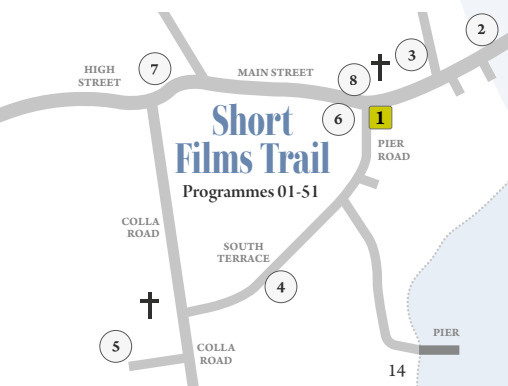 2
3
7
8
HIGH
STREET
MAIN STREET
6
1
Short
Films Trail
Programmes 01-51
PIER
ROAD
COLLA
ROAD
SOUTH
TERRACE
4
5
COLLA
ROAD
PIER
14